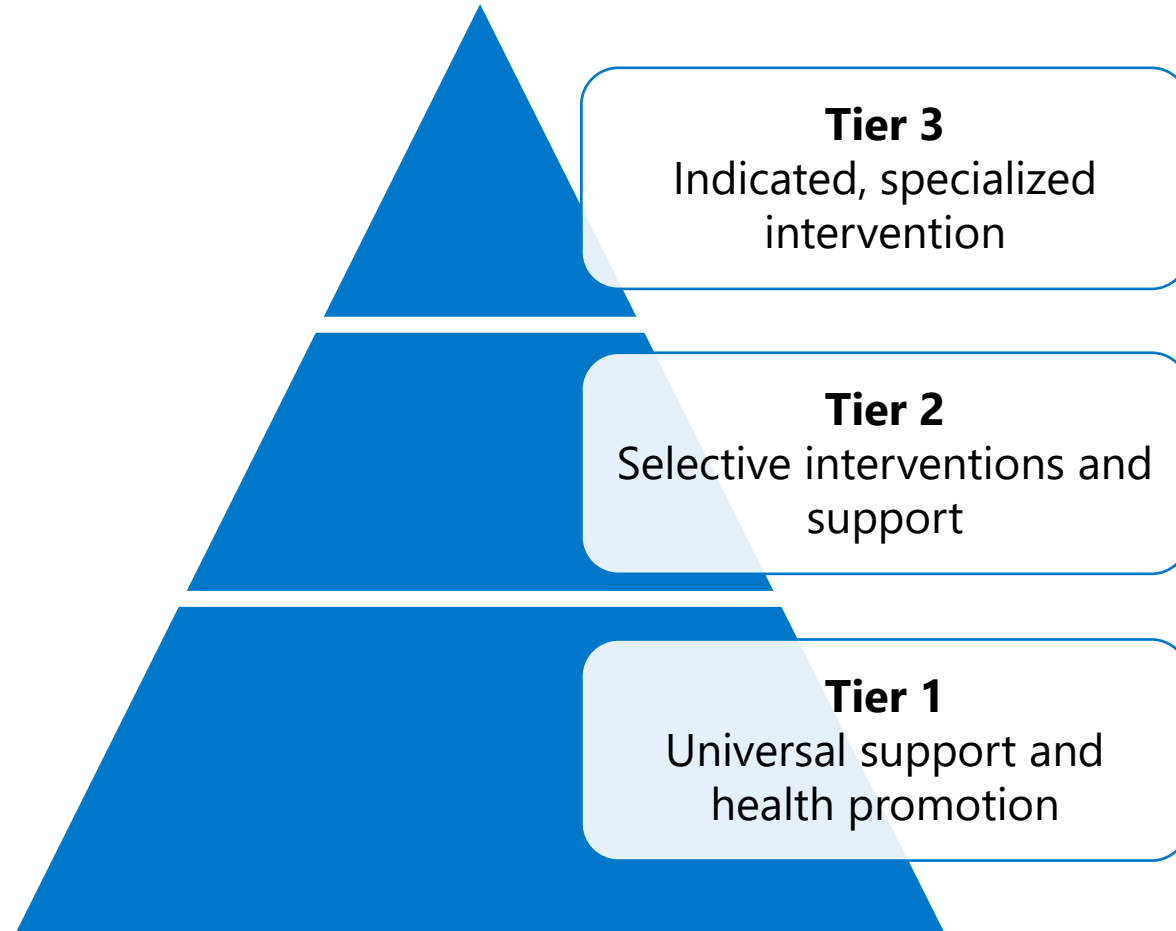 Tier 3
Indicated, specialized
intervention
Tier 2
Selective interventions and
support
Tier 1
Universal support and
health promotion